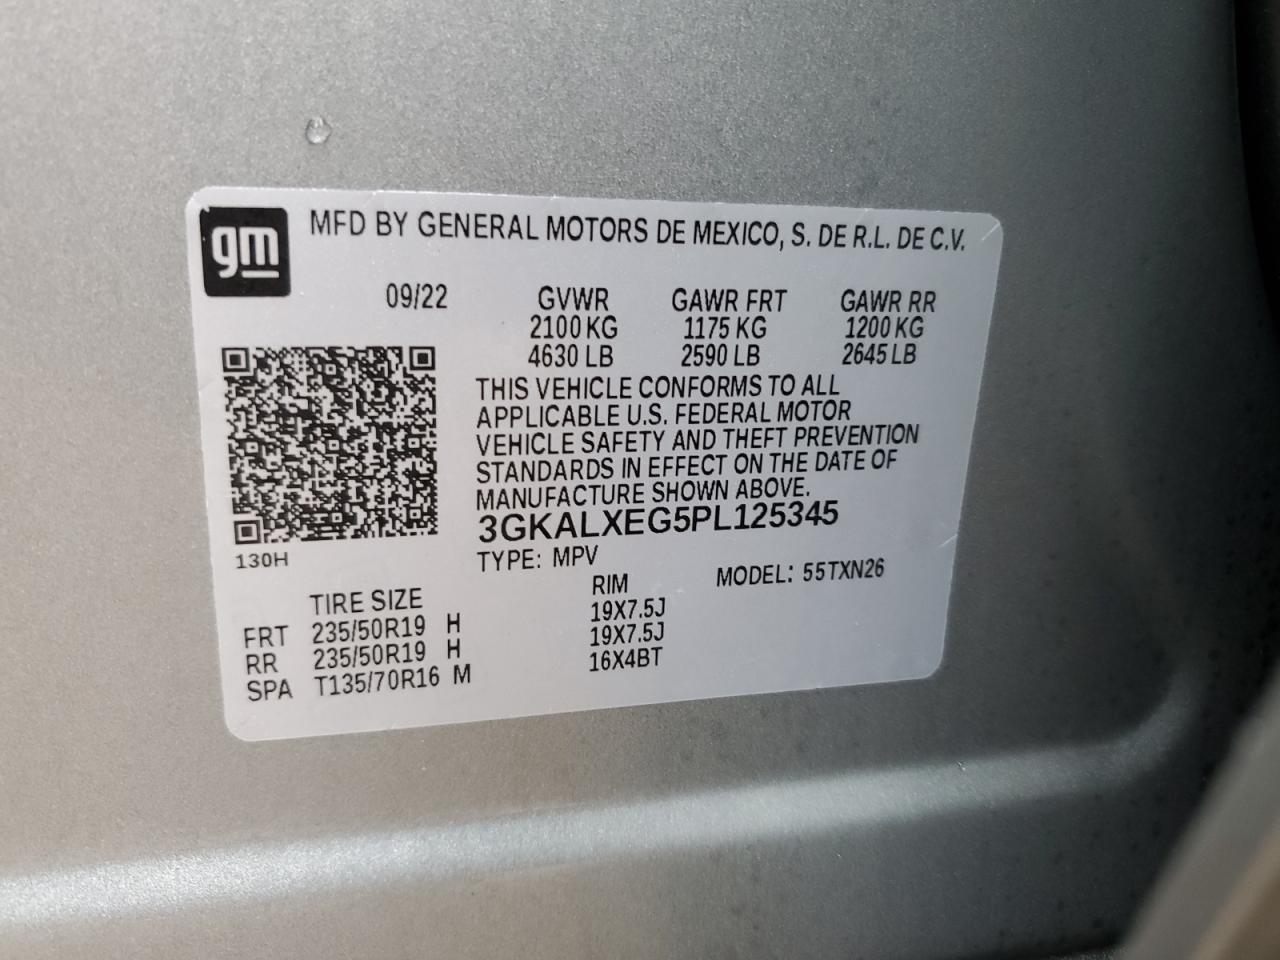 gm MFD BY GENERAL MOTORS DE MEXICO, S. DE R.L. DE C.V.
09/22 GVWR GAWR FRT GAWR RR
2100 KG 1175 KG 1200 KG
4630 LB 2590 LB 2645 LB
THIS VEHICLE CONFORMS TO ALL
APPLICABLE U.S. FEDERAL MOTOR
VEHICLE SAFETY AND THEFT PREVENTION
STANDARDS IN EFFECT ON THE DATE OF
MANUFACTURE SHOWN ABOVE.
3GKALXEG5PL125345
130H
TYPE: MPV MODEL: 55TXN26
TIRE SIZE RIM
FRT 235/50R19 H 19X7.5J
RR 235/50R19 H 19X7.5J
SPA T135/70R16 M 16X4BT